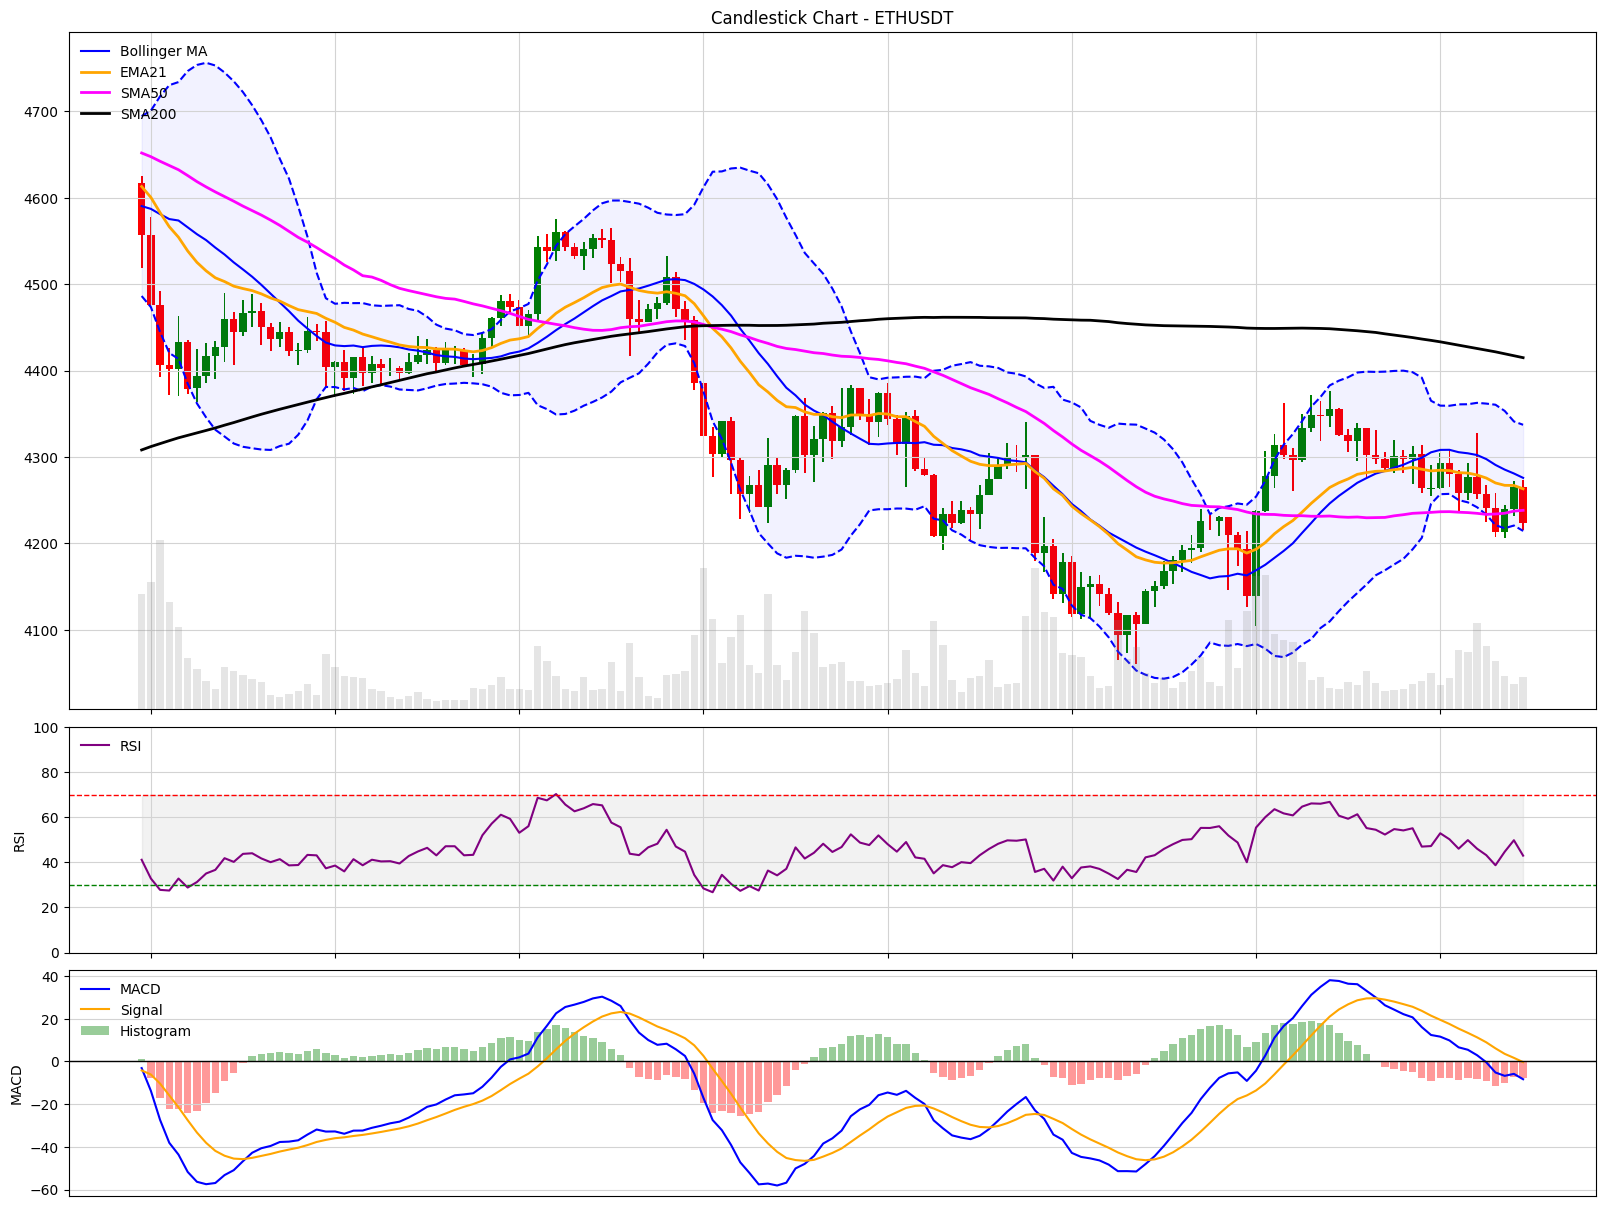 Candlestick Chart - ETHUSDT
Bollinger MA
EMA21
SMA50
SMA200
4700
4600
4500
4400
4300
4200
4100
RSI
100
80
60
40
20
0
RSI
MACD
Signal
Histogram
40
20
0
−20
−40
−60
MACD